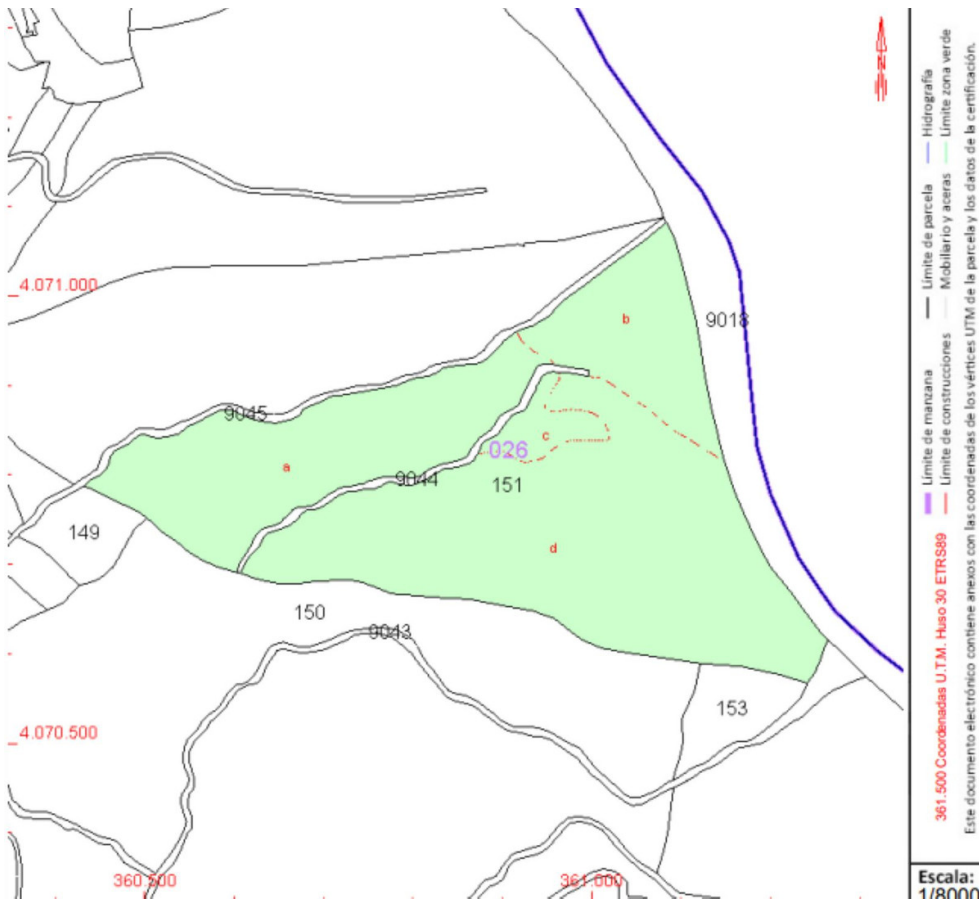 N
4.071.000
b
9018
9045
c
026
a
9044
151
149
d
150
9043
153
4.070.500
360.500
361.000
361.500 Coordenadas U.T.M. Huso 30 ETRS89
Límite de manzana
Límite de parcela
Hidrografía
Límite de construcciones
Mobiliario y aceras
Límite zona verde
Este documento electrónico contiene anexos con las coordenadas de los vértices UTM de la parcela y los datos de la certificación.
Escala:
1/8000